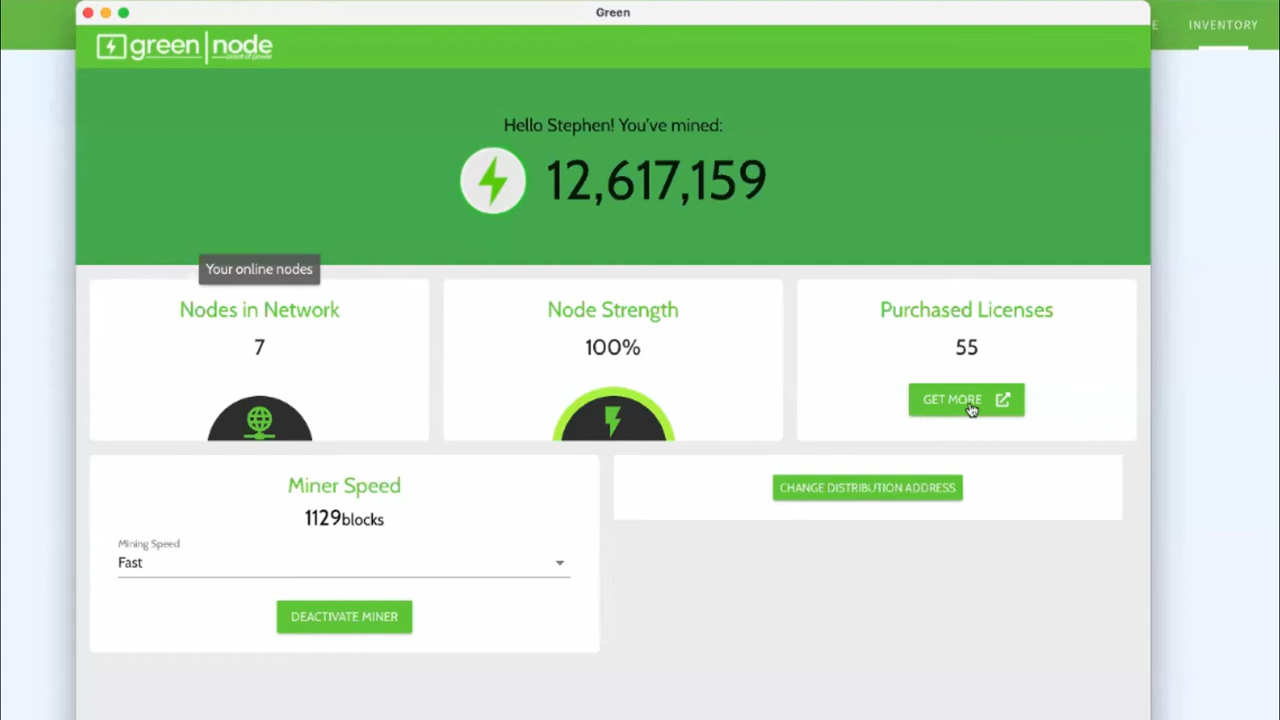 Green
E INVENTORY
green|node
Hello Stephen! You've mined:
12,617,159
Your online nodes
Nodes in Network
7
Node Strength
100%
Purchased Licenses
55
GET MORE
Miner Speed
1129blocks
Mining Speed
Fast
DEACTIVATE MINER
CHANGE DISTRIBUTION ADDRESS